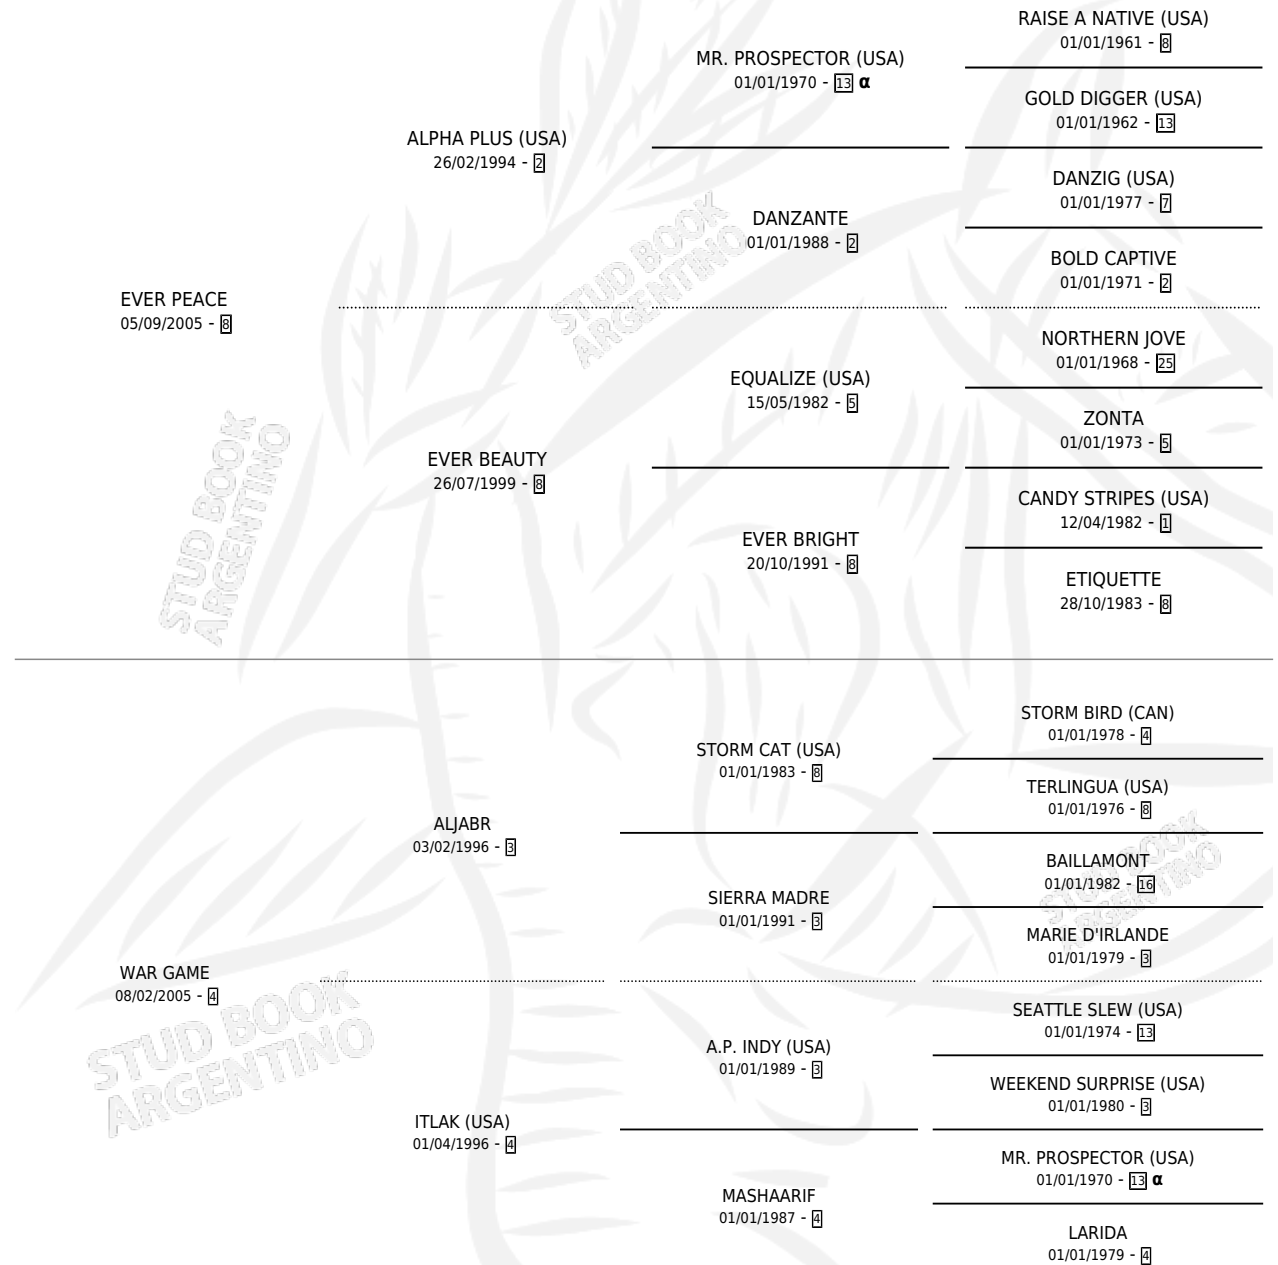 RAISE A NATIVE (USA)
01/01/1961 - 8
MR. PROSPECTOR (USA)
01/01/1970 - 13 α
GOLD DIGGER (USA)
01/01/1962 - 13
ALPHA PLUS (USA)
26/02/1994 - 2
DANZIG (USA)
01/01/1977 - 7
DANZANTE
01/01/1988 - 2
BOLD CAPTIVE
01/01/1971 - 2
EVER PEACE
05/09/2005 - 8
NORTHERN JOVE
01/01/1968 - 25
EQUALIZE (USA)
15/05/1982 - 5
ZONTA
01/01/1973 - 5
EVER BEAUTY
26/07/1999 - 8
CANDY STRIPES (USA)
12/04/1982 - 1
EVER BRIGHT
20/10/1991 - 8
ETIQUETTE
28/10/1983 - 8
STUD BOOK
ARGENTINO
STUD BOOK
ARGENTINO
STORM BIRD (CAN)
01/01/1978 - 4
STORM CAT (USA)
01/01/1983 - 8
TERLINGUA (USA)
01/01/1976 - 8
ALJABR
03/02/1996 - 3
BAILLAMONT
01/01/1982 - 16
SIERRA MADRE
01/01/1991 - 3
MARIE D'IRLANDE
01/01/1979 - 3
WAR GAME
08/02/2005 - 4
SEATTLE SLEW (USA)
01/01/1974 - 13
A.P. INDY (USA)
01/01/1989 - 3
WEEKEND SURPRISE (USA)
01/01/1980 - 3
ITLAK (USA)
01/04/1996 - 4
MR. PROSPECTOR (USA)
01/01/1970 - 13 α
MASHAARIF
01/01/1987 - 4
LARIDA
01/01/1979 - 4
STUD BOOK
ARGENTINO
STUD BOOK
ARGENTINO